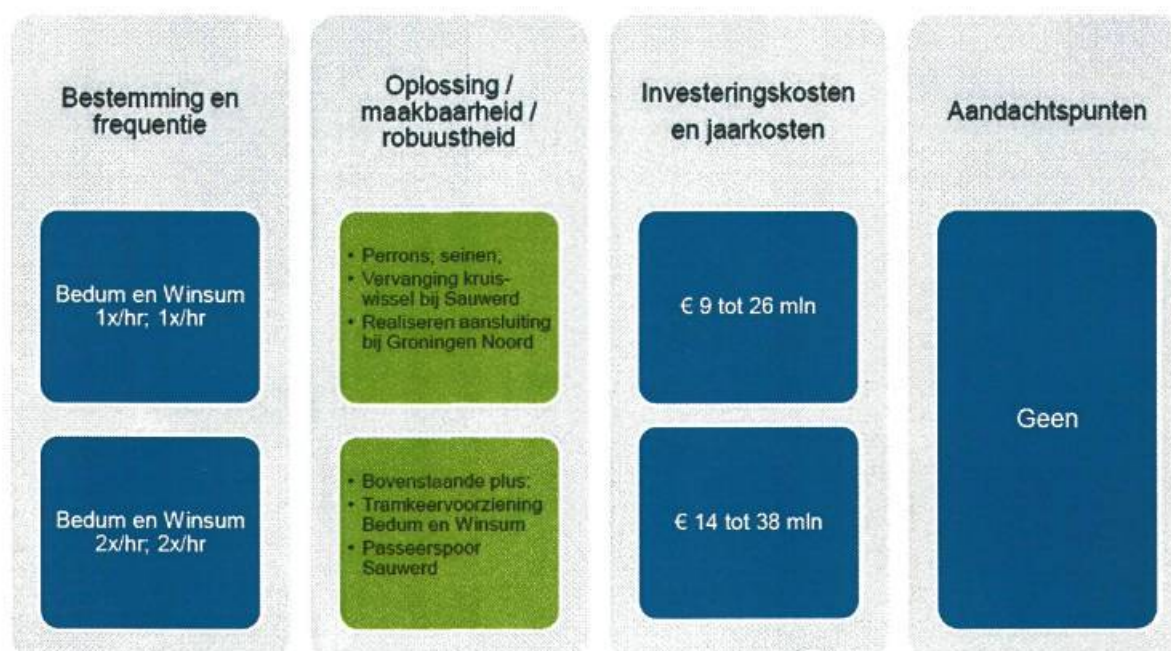 Bestemming en
frequentie
Oplossing /
maakbaarheid /
robuustheid
Investeringskosten
en jaarkosten
Aandachtspunten
Bedum en Winsum
1x/hr; 1x/hr
• Perrons; seinen;
• Vervanging kruis-
wissel bij Sauwerd
• Realiseren aansluiting
bij Groningen Noord
€ 9 tot 26 mln
Geen
Bedum en Winsum
2x/hr; 2x/hr
• Bovenstaande plus:
• Tramkeervoorziening
Bedum en Winsum
• Passeerspoor
Sauwerd
€ 14 tot 38 mln